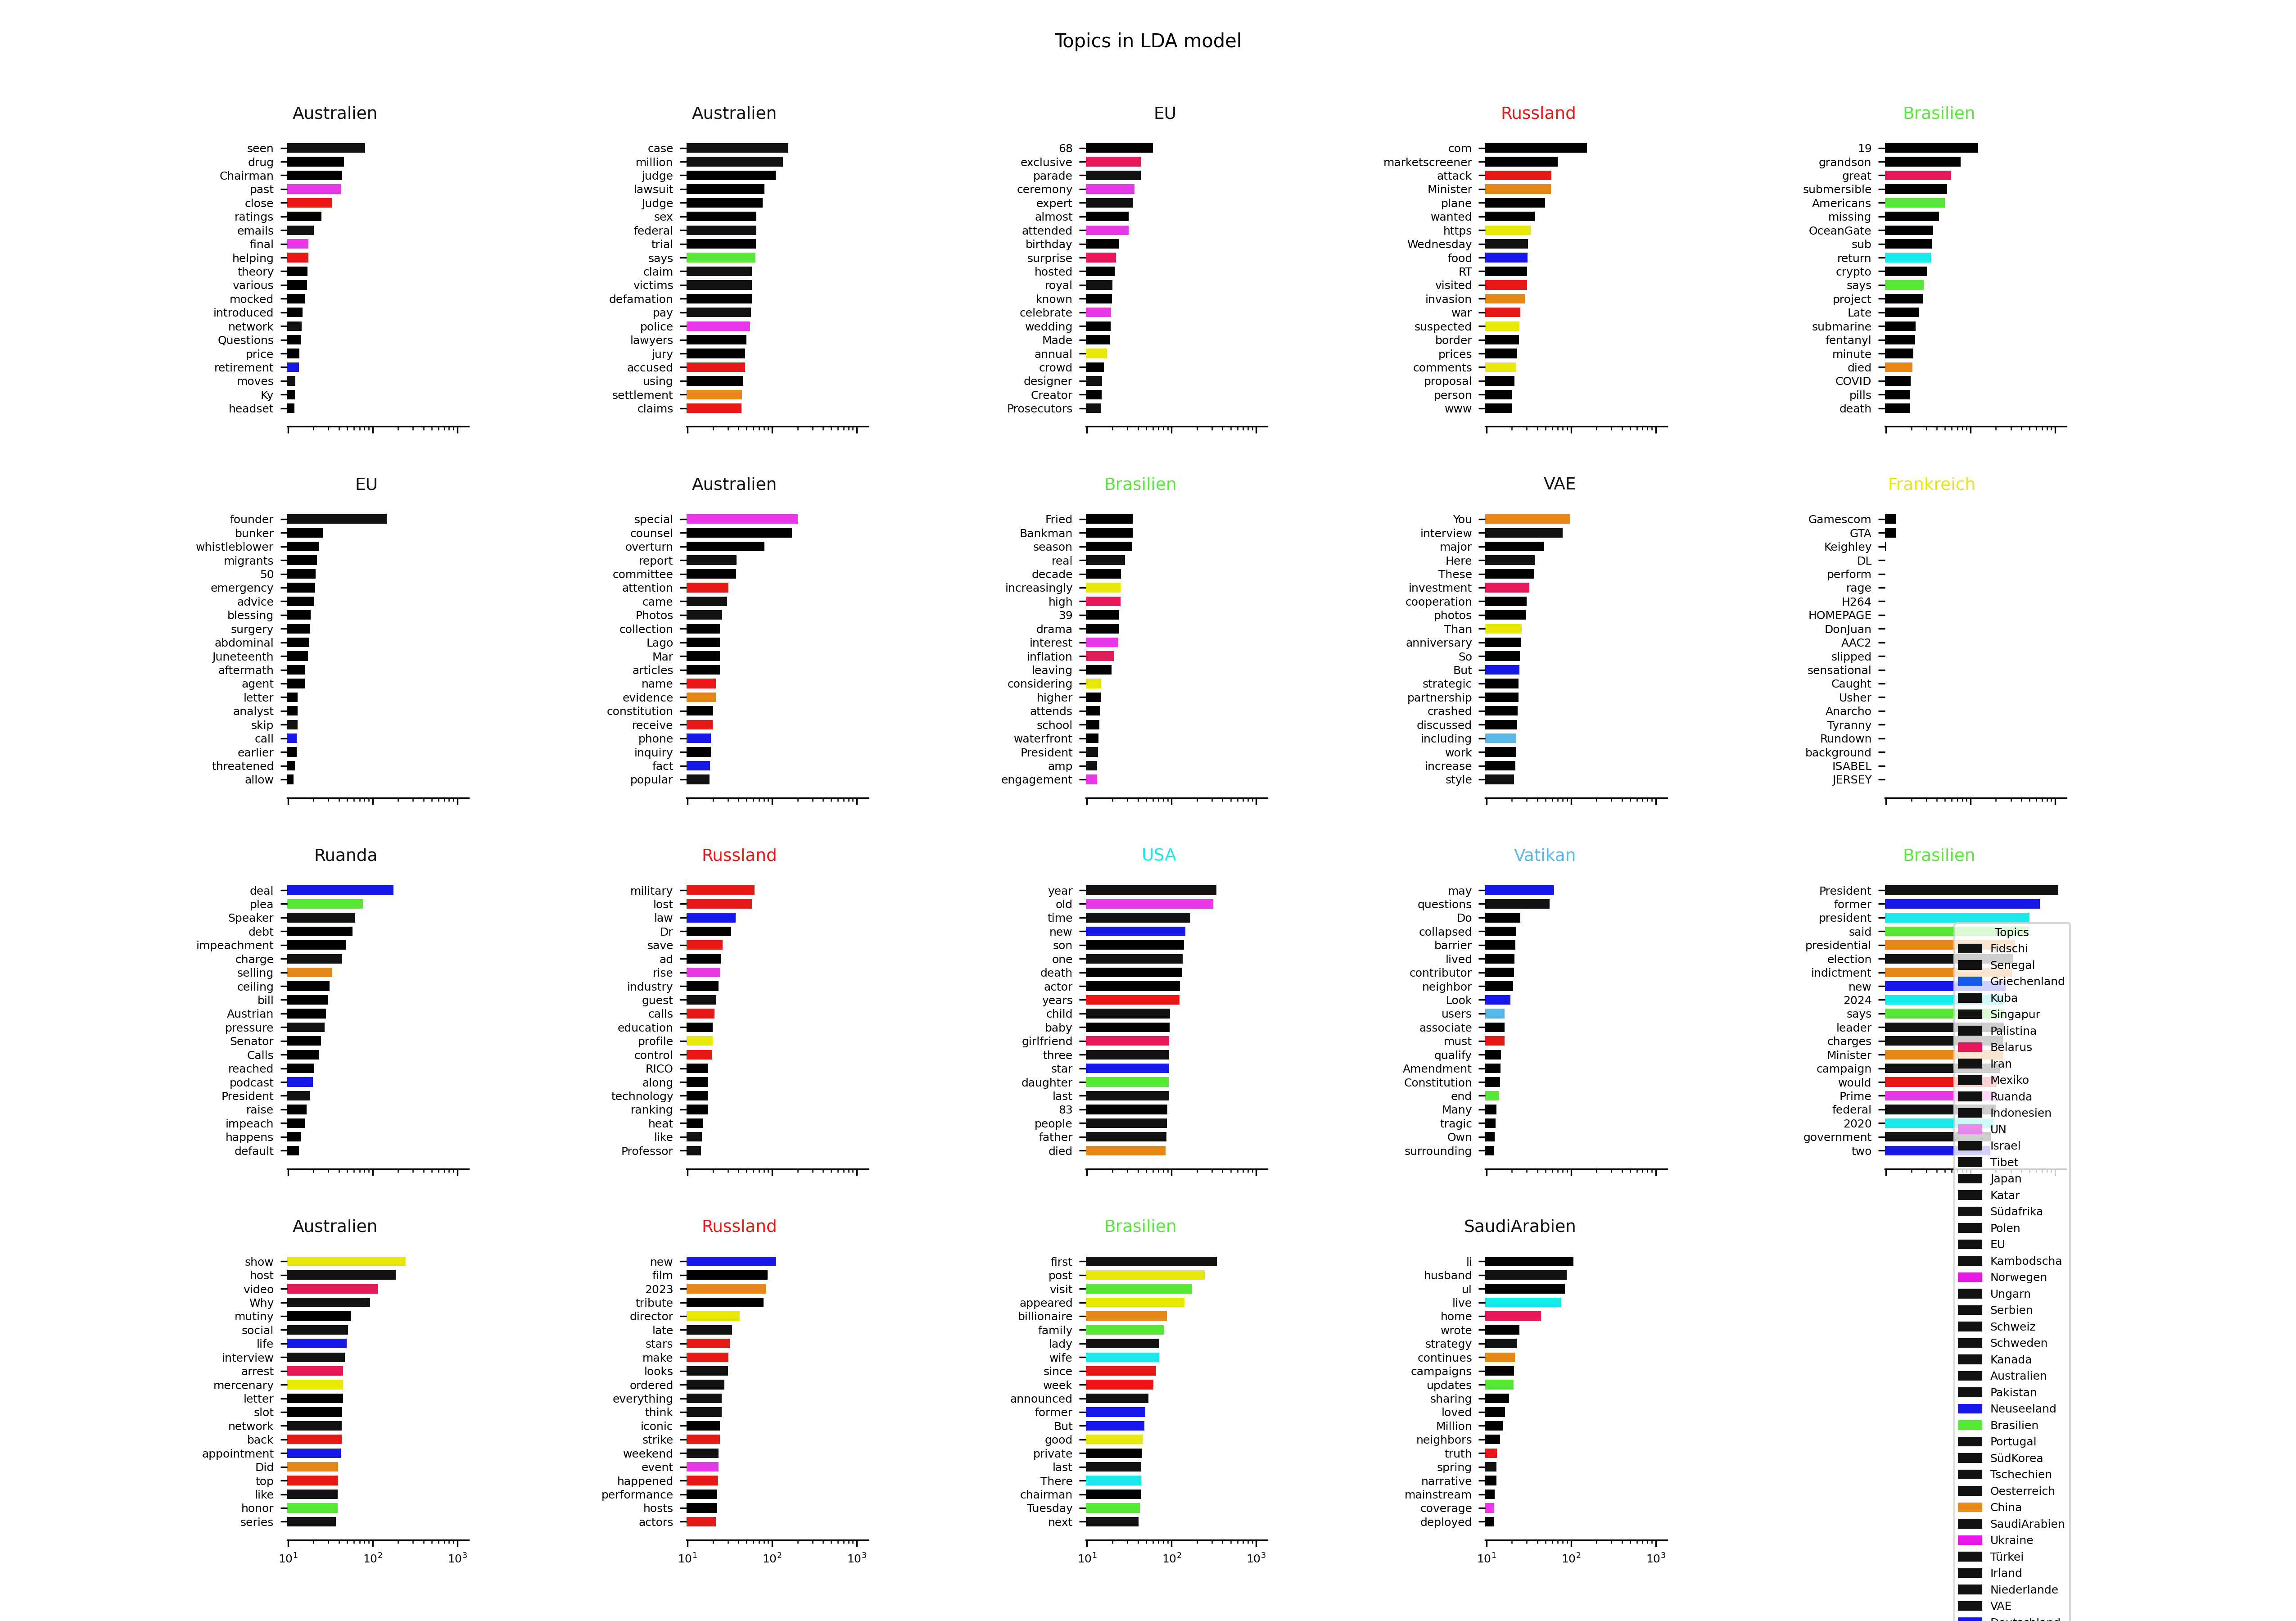 Topics in LDA model
Australien
seen
drug
Chairman
past
close
ratings
emails
final
helping
theory
various
mocked
introduced
network
Questions
price
retirement
moves
Ky
headset
Australien
case
million
judge
lawsuit
Judge
sex
federal
trial
says
claim
victims
defamation
pay
police
lawyers
jury
accused
using
settlement
claims
EU
68
exclusive
parade
ceremony
expert
almost
attended
birthday
surprise
hosted
royal
known
celebrate
wedding
Made
annual
crowd
designer
Creator
Prosecutors
Russland
com
marketscreener
attack
Minister
plane
wanted
https
Wednesday
food
RT
visited
invasion
war
suspected
border
prices
comments
proposal
person
www
Brasilien
19
grandson
great
submersible
Americans
missing
OceanGate
sub
return
crypto
says
project
Late
submarine
fentanyl
minute
died
COVID
pills
death
EU
founder
bunker
whistleblower
migrants
50
emergency
advice
blessing
surgery
abdominal
Juneteenth
aftermath
agent
letter
analyst
skip
call
earlier
threatened
allow
Australien
special
counsel
overturn
report
committee
attention
came
Photos
collection
Lago
Mar
articles
name
evidence
constitution
receive
phone
inquiry
fact
popular
Brasilien
Fried
Bankman
season
real
decade
increasingly
high
39
drama
interest
inflation
leaving
considering
higher
attends
school
waterfront
President
amp
engagement
VAE
You
interview
major
Here
These
investment
cooperation
photos
Than
anniversary
So
But
strategic
partnership
crashed
discussed
including
work
increase
style
Frankreich
Gamescom
GTA
Keighley
DL
perform
rage
H264
HOMEPAGE
DonJuan
AAC2
slipped
sensational
Caught
Usher
Anarcho
Tyranny
Rundown
background
ISABEL
JERSEY
Ruanda
deal
plea
Speaker
debt
impeachment
charge
selling
ceiling
bill
Austrian
pressure
Senator
Calls
reached
podcast
President
raise
impeach
happens
default
Russland
military
lost
law
Dr
save
ad
rise
industry
guest
calls
education
profile
control
RICO
along
technology
ranking
heat
like
Professor
USA
year
old
time
new
son
one
death
actor
years
child
baby
girlfriend
three
star
daughter
last
83
people
father
died
Vatikan
may
questions
Do
collapsed
barrier
lived
contributor
neighbor
Look
users
associate
must
qualify
Amendment
Constitution
end
Many
tragic
Own
surrounding
Brasilien
President
former
president
said
presidential
election
indictment
new
2024
says
leader
charges
Minister
campaign
would
Prime
federal
2020
government
two
Australien
show
host
video
Why
mutiny
social
life
interview
arrest
mercenary
letter
slot
network
back
appointment
Did
top
like
honor
series
10¹ 10² 10³
Russland
new
film
2023
tribute
director
late
stars
make
looks
ordered
everything
think
iconic
strike
weekend
event
happened
performance
hosts
actors
10¹ 10² 10³
Brasilien
first
post
visit
appeared
billionaire
family
lady
wife
since
week
announced
former
But
good
private
last
There
chairman
Tuesday
next
10¹ 10² 10³
SaudiArabien
li
husband
ul
live
home
wrote
strategy
continues
campaigns
updates
sharing
loved
Million
neighbors
truth
spring
narrative
mainstream
coverage
deployed
10¹ 10² 10³
Topics
Fidschi
Senegal
Griechenland
Kuba
Singapur
Palistina
Belarus
Iran
Mexiko
Ruanda
Indonesien
UN
Israel
Tibet
Japan
Katar
Südafrika
Polen
EU
Kambodscha
Norwegen
Ungarn
Serbien
Schweiz
Schweden
Kanada
Australien
Pakistan
Neuseeland
Brasilien
Portugal
SüdKorea
Tschechien
Oesterreich
China
SaudiArabien
Ukraine
Türkei
Irland
Niederlande
VAE